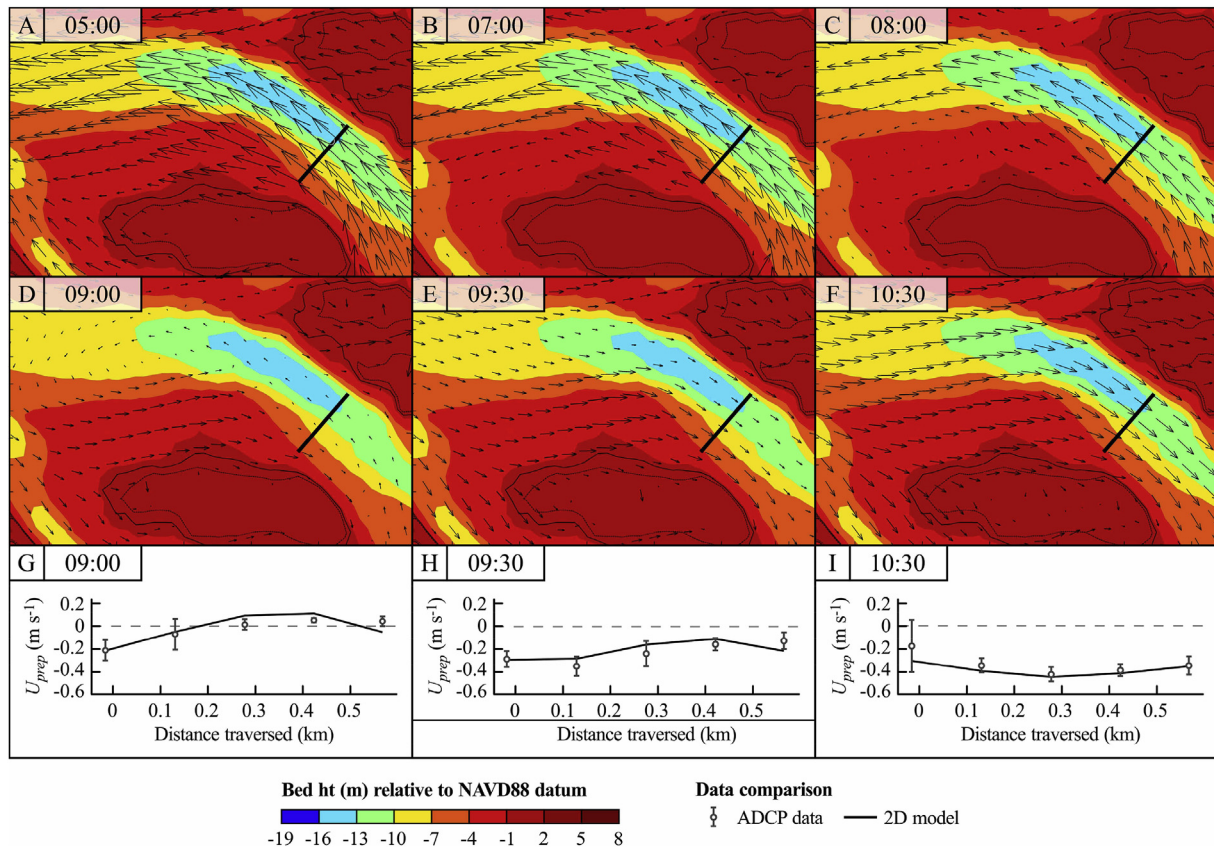 A 05:00
B 07:00
C 08:00
D 09:00
E 09:30
F 10:30
G 09:00
H 09:30
I 10:30
U_prep (m s⁻¹)
0.2
0
-0.2
-0.4
-0.6
0 0.1 0.2 0.3 0.4 0.5
Distance traversed (km)
U_prep (m s⁻¹)
0.2
0
-0.2
-0.4
-0.6
0 0.1 0.2 0.3 0.4 0.5
Distance traversed (km)
U_prep (m s⁻¹)
0.2
0
-0.2
-0.4
-0.6
0 0.1 0.2 0.3 0.4 0.5
Distance traversed (km)
Bed ht (m) relative to NAVD88 datum
-19 -16 -13 -10 -7 -4 -1 2 5 8
Data comparison
ADCP data 2D model